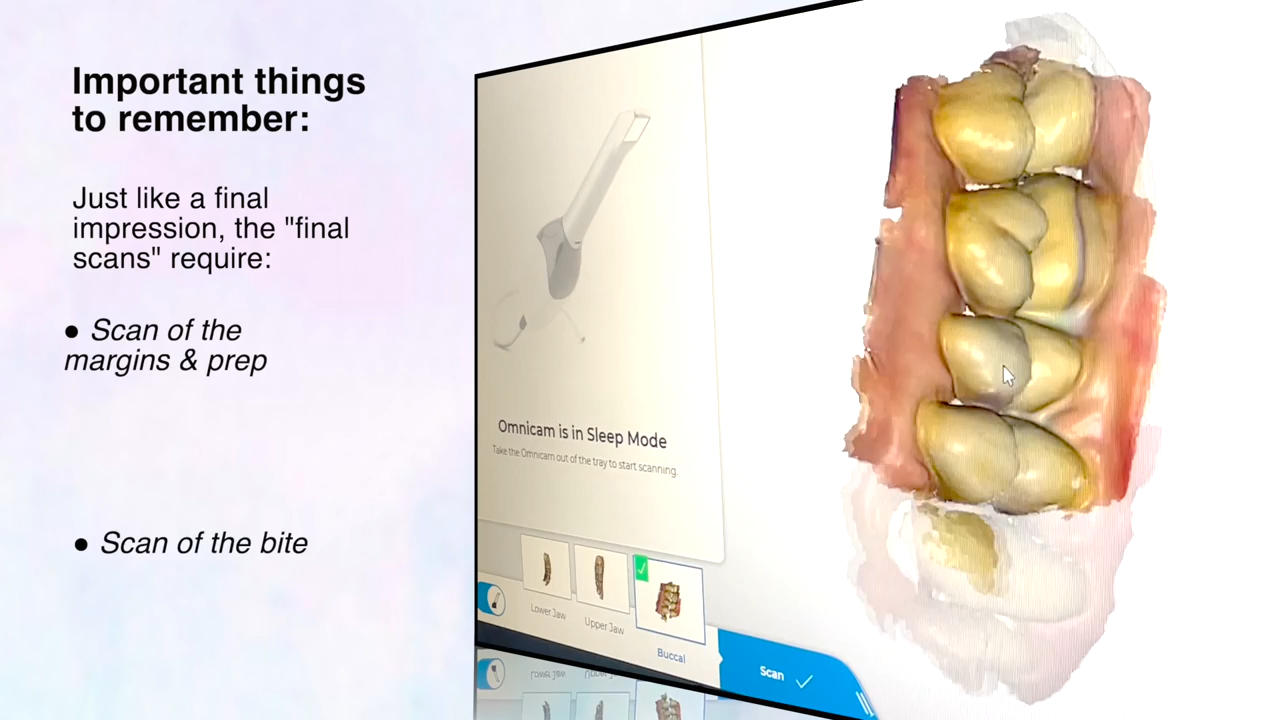 Important things
to remember:
Just like a final
impression, the "final
scans" require:
● Scan of the
margins & prep
● Scan of the bite
Omnicam is in Sleep Mode
Take the Omnicam out of the tray to start scanning.
Lower Jaw
Upper Jaw
Buccal
Scan